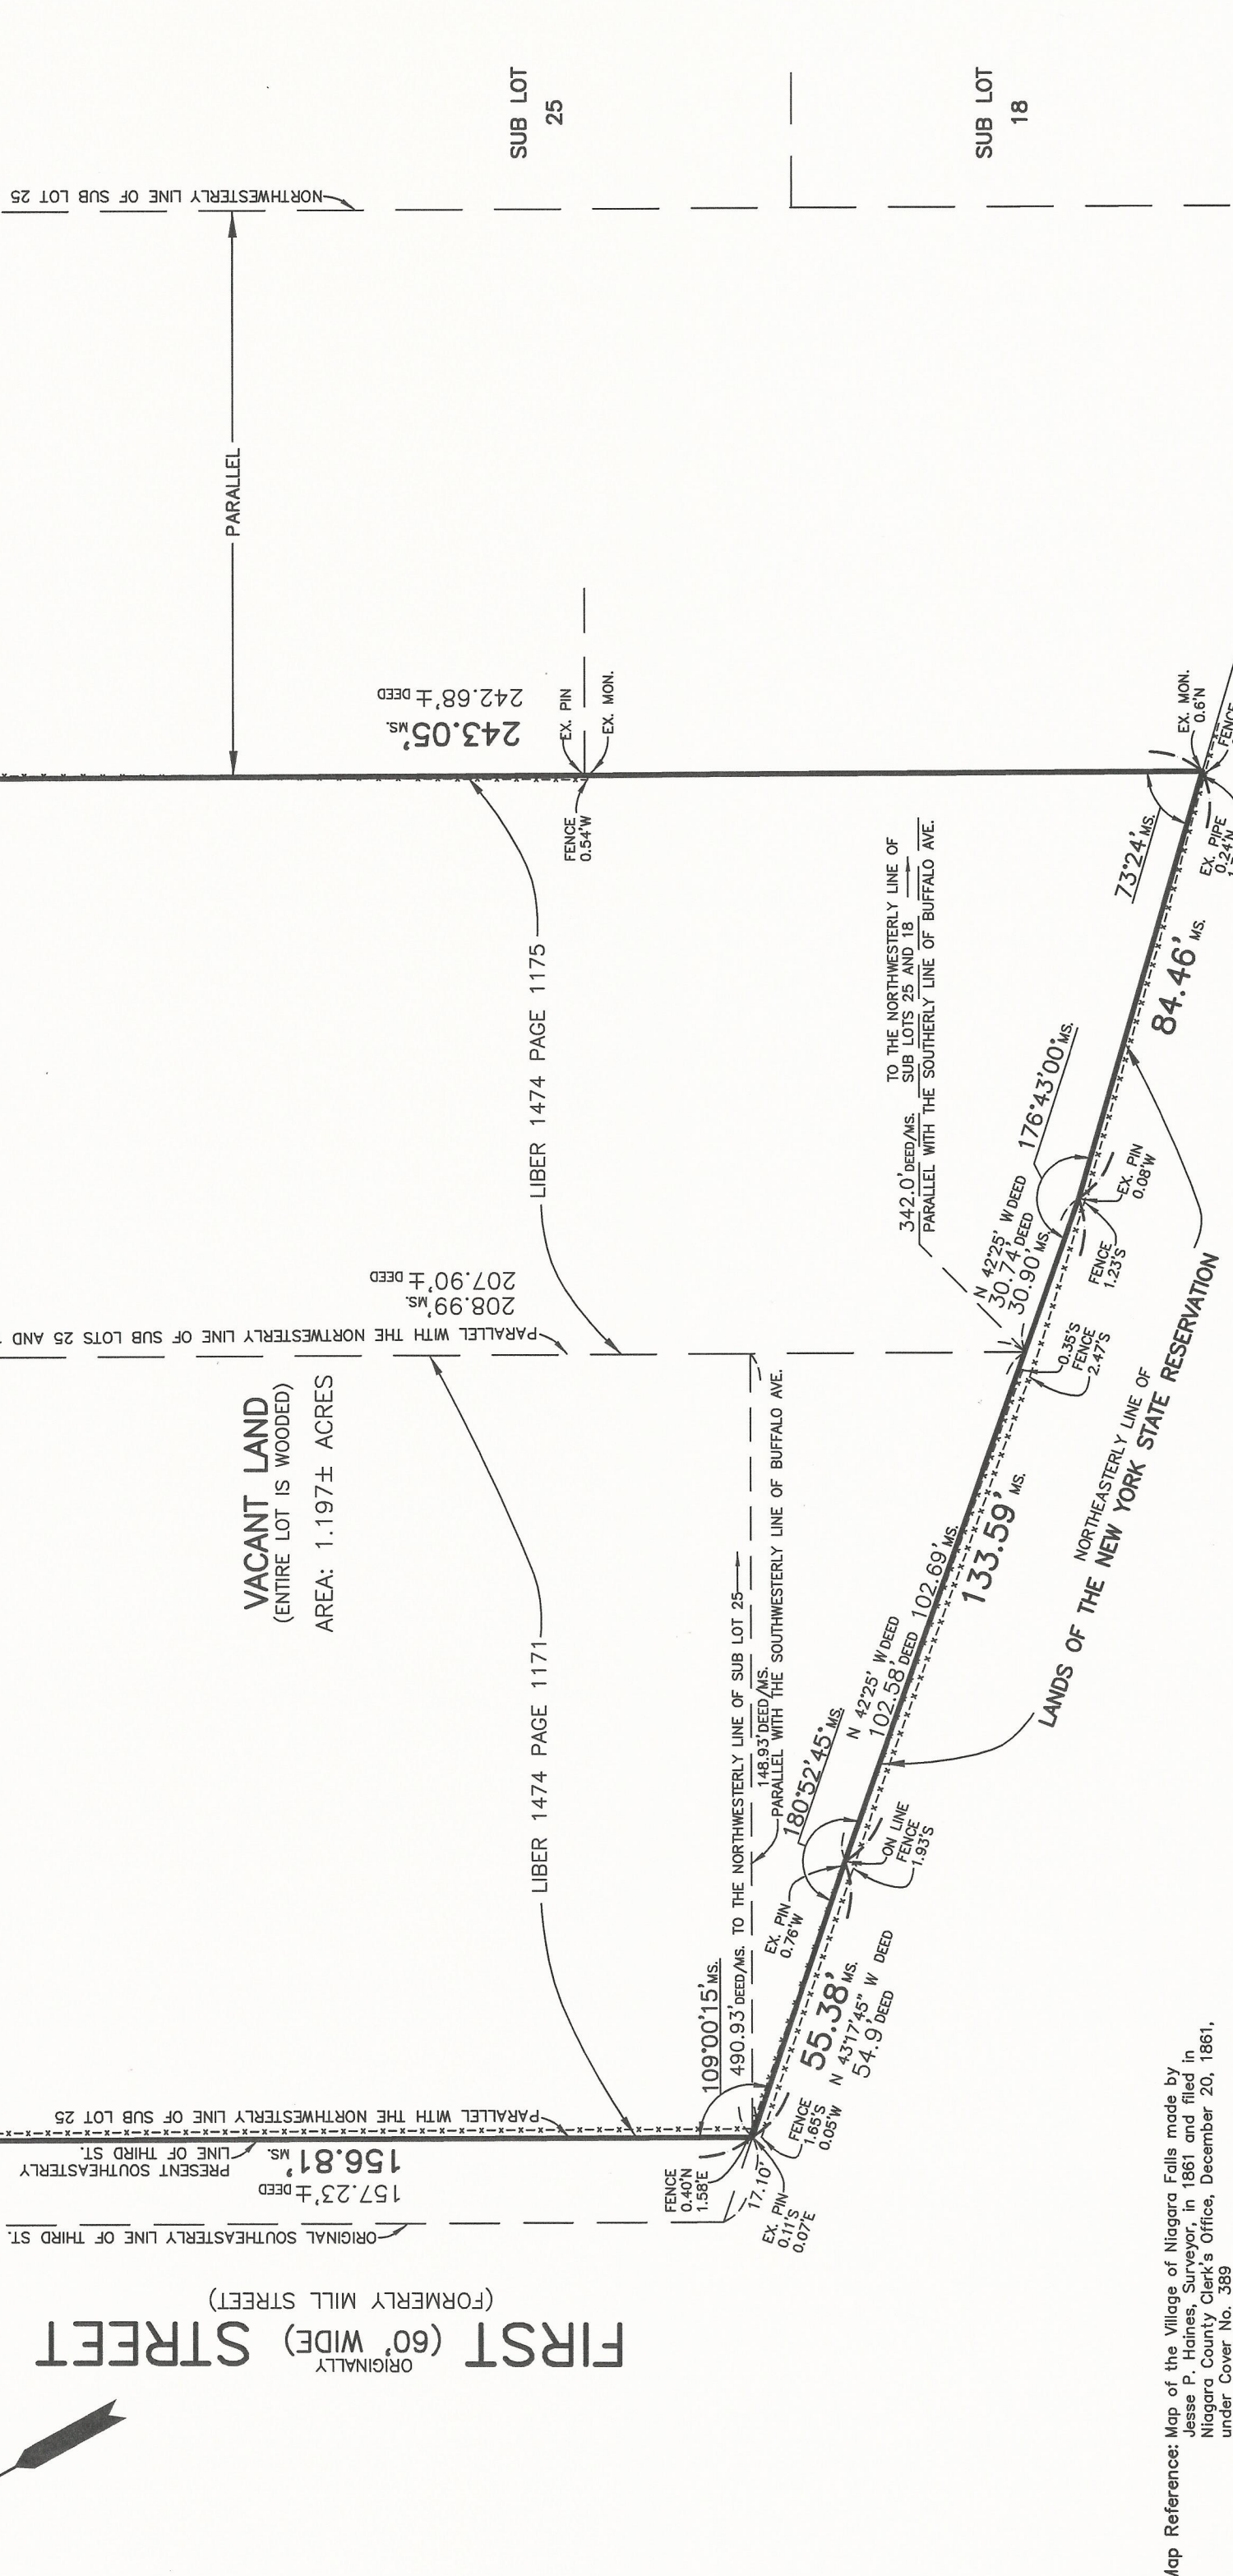 SUB LOT
25
SUB LOT
18
NORTHWESTERLY LINE OF SUB LOT 25
PARALLEL
242.68'± DEED
243.05' MS.
EX. PIN
EX. MON.
FENCE
0.54'W
EX. MON.
0.6'N
FENCE
EX. PIPE
0.24'N
73°24' MS.
84.46' MS.
LIBER 1474 PAGE 1175
TO THE NORTHWESTERLY LINE OF
SUB LOTS 25 AND 18
342.0' DEED/MS.
PARALLEL WITH THE SOUTHERLY LINE OF BUFFALO AVE.
176°43'00" MS.
N 42°25' W DEED
30.74' DEED
30.90' MS.
EX. PIN
0.08'W
FENCE
1.23'S
207.90'± DEED
208.99' MS.
PARALLEL WITH THE NORTHWESTERLY LINE OF SUB LOTS 25 AND
0.35'S
FENCE
2.47'S
VACANT LAND
(ENTIRE LOT IS WOODED)
AREA: 1.197± ACRES
NORTHEASTERLY LINE OF
LANDS OF THE NEW YORK STATE RESERVATION
133.59' MS.
LIBER 1474 PAGE 1171
490.93' DEED/MS. TO THE NORTHWESTERLY LINE OF SUB LOT 25
148.93' DEED/MS.
PARALLEL WITH THE SOUTHWESTERLY LINE OF BUFFALO AVE.
N 42°25' W DEED
102.58' DEED 102.69' MS.
180°52'45" MS.
ON LINE
FENCE
1.93'S
EX. PIN
0.76'W
109°00'15" MS.
55.38' MS.
N 43°17'45" W DEED
54.9' DEED
FENCE
1.65'S
0.05'W
PARALLEL WITH THE NORTHWESTERLY LINE OF SUB LOT 25
PRESENT SOUTHEASTERLY
LINE OF THIRD ST.
156.81' MS.
157.23'± DEED
FENCE
0.40'N
1.58'E
17.10'
EX. PIN
0.11'S
0.07'E
ORIGINAL SOUTHEASTERLY LINE OF THIRD ST.
(FORMERLY MILL STREET)
FIRST (60' WIDE) STREET
ORIGINALLY
Map Reference: Map of the Village of Niagara Falls made by
Jesse P. Haines, Surveyor, in 1861 and filed in
Niagara County Clerk's Office, December 20, 1861,
under Cover No. 389